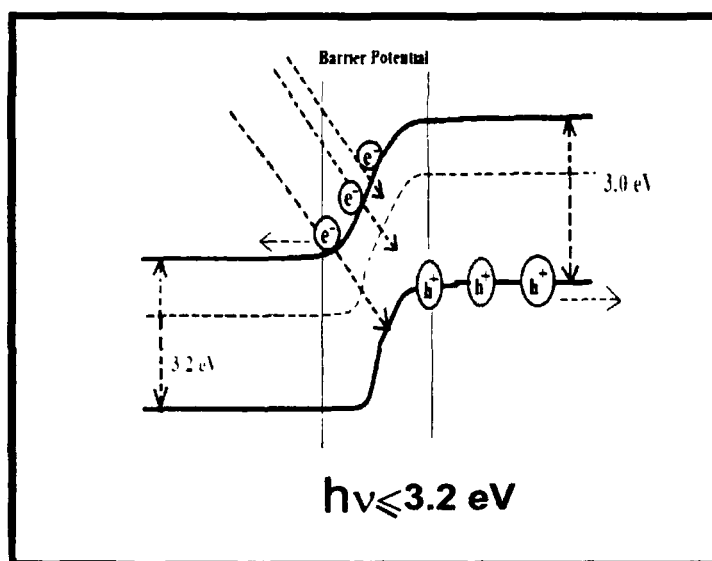 Barrier Potential
e⁻
e⁻
3.0 eV
e⁻
h⁺ h⁺ h⁺
3.2 eV
hν⩽3.2 eV